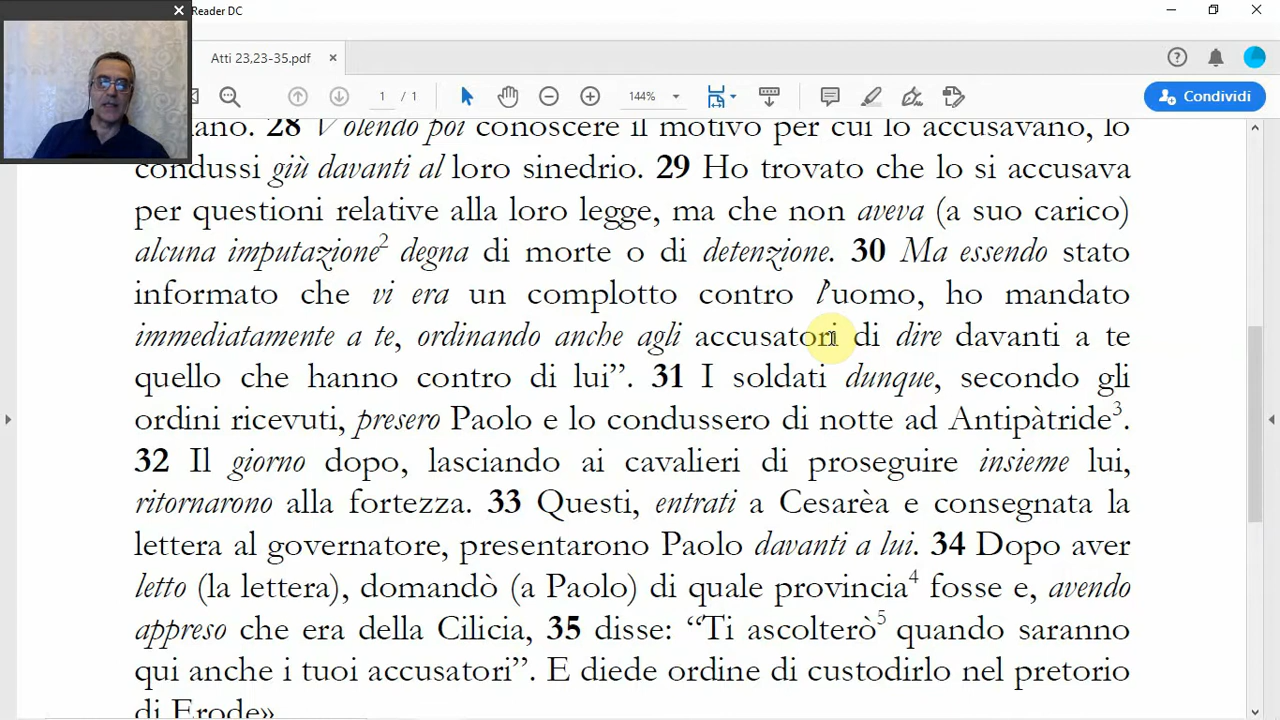 Reader DC
Atti 23,23-35.pdf
1 / 1
144%
Condividi
28 Volendo poi conoscere il motivo per cui lo accusavano, lo
condussi giù davanti al loro sinedrio. 29 Ho trovato che lo si accusava
per questioni relative alla loro legge, ma che non aveva (a suo carico)
alcuna imputazione² degna di morte o di detenzione. 30 Ma essendo stato
informato che vi era un complotto contro l’uomo, ho mandato
immediatamente a te, ordinando anche agli accusatori di dire davanti a te
quello che hanno contro di lui”. 31 I soldati dunque, secondo gli
ordini ricevuti, presero Paolo e lo condussero di notte ad Antipàtride³.
32 Il giorno dopo, lasciando ai cavalieri di proseguire insieme lui,
ritornarono alla fortezza. 33 Questi, entrati a Cesarèa e consegnata la
lettera al governatore, presentarono Paolo davanti a lui. 34 Dopo aver
letto (la lettera), domandò (a Paolo) di quale provincia⁴ fosse e, avendo
appreso che era della Cilicia, 35 disse: “Ti ascolterò⁵ quando saranno
qui anche i tuoi accusatori”. E diede ordine di custodirlo nel pretorio
di Erode»